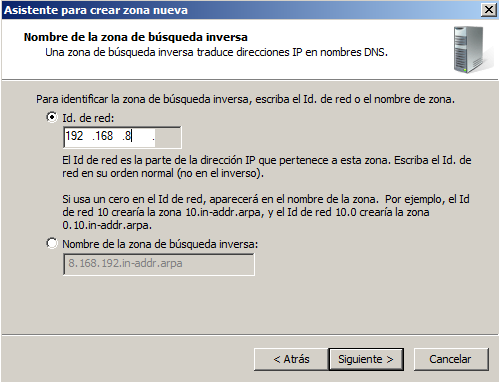 Asistente para crear zona nueva
Nombre de la zona de búsqueda inversa
Una zona de búsqueda inversa traduce direcciones IP en nombres DNS.
Para identificar la zona de búsqueda inversa, escriba el Id. de red o el nombre de zona.
Id. de red:
192 .168 .8 .
El Id de red es la parte de la dirección IP que pertenece a esta zona. Escriba el Id. de
red en su orden normal (no en el inverso).
Si usa un cero en el Id de red, aparecerá en el nombre de la zona. Por ejemplo, el Id
de red 10 crearía la zona 10.in-addr.arpa, y el Id de red 10.0 crearía la zona
0.10.in-addr.arpa.
Nombre de la zona de búsqueda inversa:
8.168.192.in-addr.arpa
< Atrás
Siguiente >
Cancelar